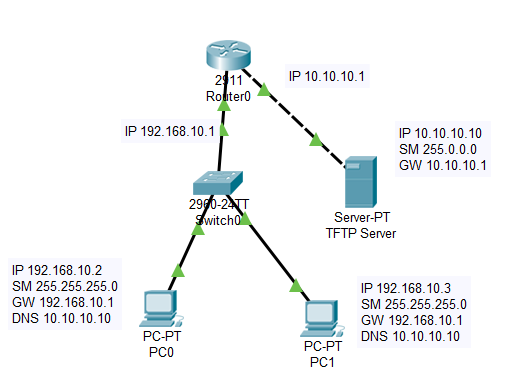 2911
Router0
IP 10.10.10.1
IP 192.168.10.1
IP 10.10.10.10
SM 255.0.0.0
GW 10.10.10.1
Server-PT
TFTP Server
2960-24TT
Switch0
IP 192.168.10.2
SM 255.255.255.0
GW 192.168.10.1
DNS 10.10.10.10
PC-PT
PC0
IP 192.168.10.3
SM 255.255.255.0
GW 192.168.10.1
DNS 10.10.10.10
PC-PT
PC1